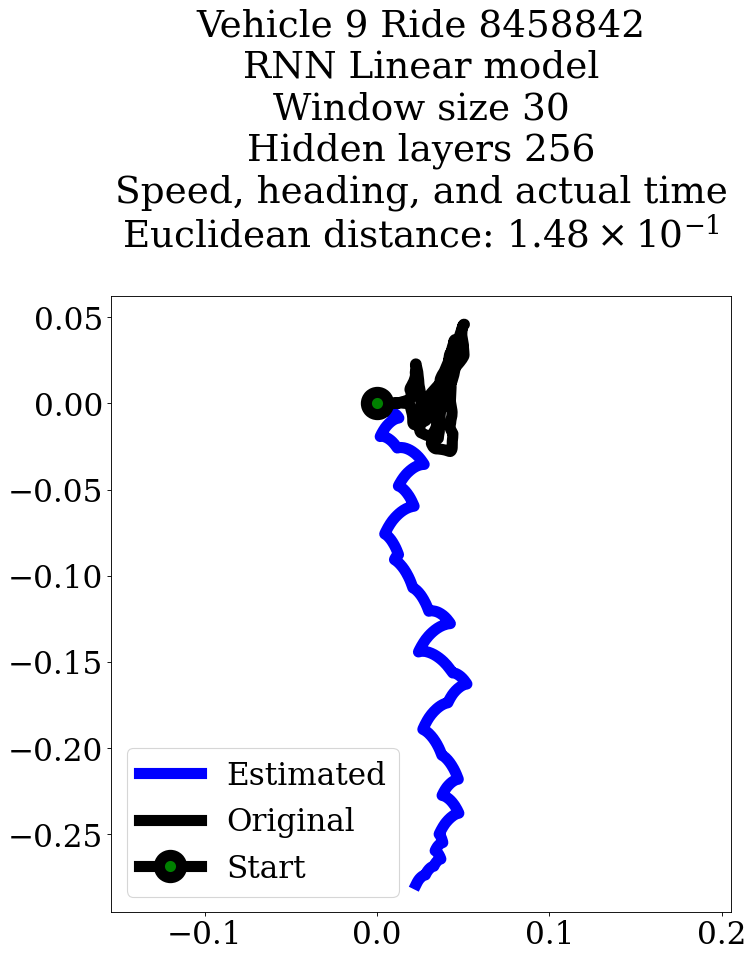 Vehicle 9 Ride 8458842
RNN Linear model
Window size 30
Hidden layers 256
Speed, heading, and actual time
Euclidean distance: 1.48 × 10⁻¹
0.05
0.00
−0.05
−0.10
−0.15
−0.20
−0.25
Estimated
Original
Start
−0.1
0.0
0.1
0.2